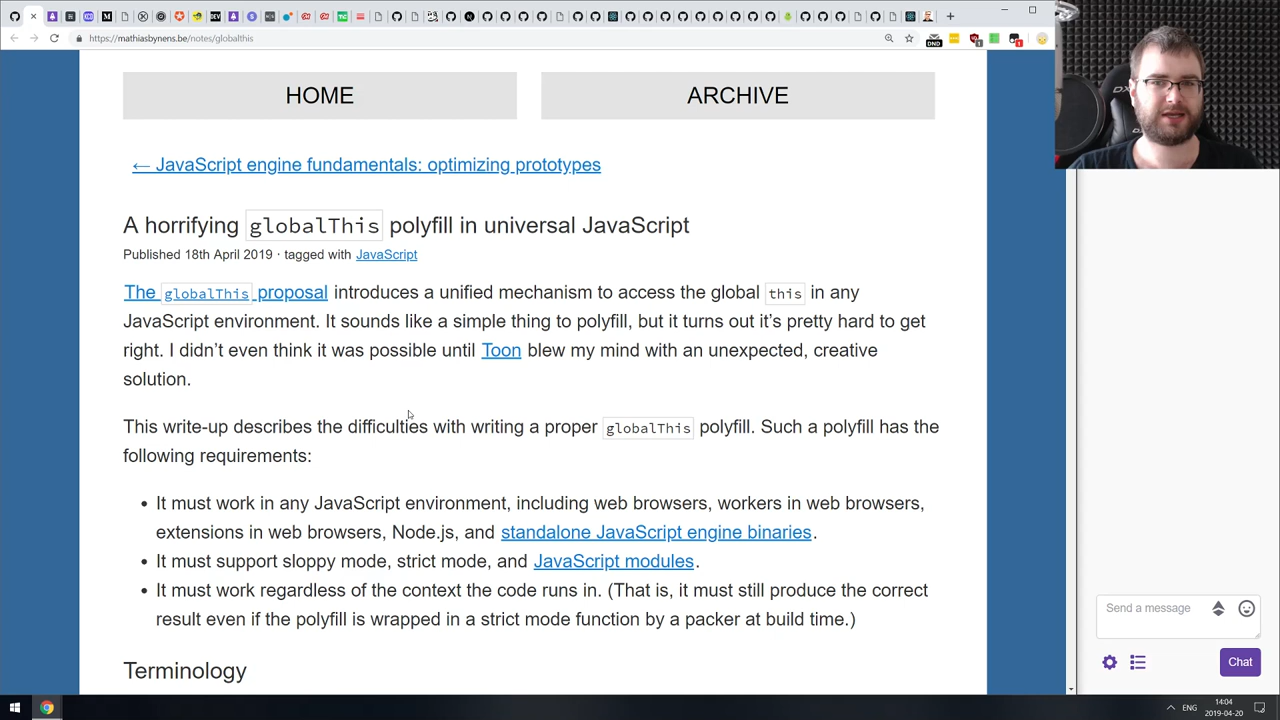 https://mathiasbynens.be/notes/globalthis
DND
1
1
HOME
ARCHIVE
← JavaScript engine fundamentals: optimizing prototypes
A horrifying globalThis polyfill in universal JavaScript
Published 18th April 2019 · tagged with JavaScript
The globalThis proposal introduces a unified mechanism to access the global this in any
JavaScript environment. It sounds like a simple thing to polyfill, but it turns out it’s pretty hard to get
right. I didn’t even think it was possible until Toon blew my mind with an unexpected, creative
solution.
This write-up describes the difficulties with writing a proper globalThis polyfill. Such a polyfill has the
following requirements:
• It must work in any JavaScript environment, including web browsers, workers in web browsers,
extensions in web browsers, Node.js, and standalone JavaScript engine binaries.
• It must support sloppy mode, strict mode, and JavaScript modules.
• It must work regardless of the context the code runs in. (That is, it must still produce the correct
result even if the polyfill is wrapped in a strict mode function by a packer at build time.)
Terminology
Send a message
Chat
ENG
14:04
2019-04-20